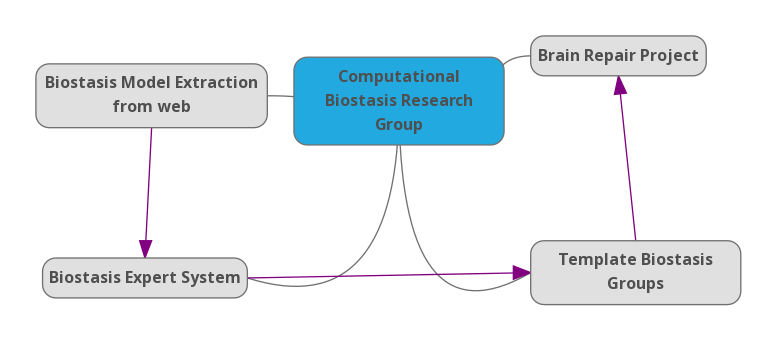 Biostasis Model Extraction
from web
Computational
Biostasis Research
Group
Brain Repair Project
Biostasis Expert System
Template Biostasis
Groups